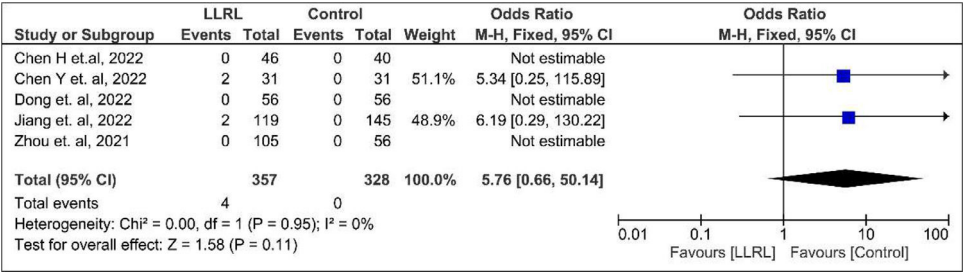 LLRL Control Odds Ratio Odds Ratio
Study or Subgroup Events Total Events Total Weight M-H, Fixed, 95% CI M-H, Fixed, 95% CI
Chen H et.al, 2022 0 46 0 40 Not estimable
Chen Y et. al, 2022 2 31 0 31 51.1% 5.34 [0.25, 115.89]
Dong et. al, 2022 0 56 0 56 Not estimable
Jiang et. al, 2022 2 119 0 145 48.9% 6.19 [0.29, 130.22]
Zhou et. al, 2021 0 105 0 56 Not estimable
Total (95% CI) 357 328 100.0% 5.76 [0.66, 50.14]
Total events 4 0
Heterogeneity: Chi² = 0.00, df = 1 (P = 0.95); I² = 0%
Test for overall effect: Z = 1.58 (P = 0.11)
0.01 0.1 1 10 100
Favours [LLRL] Favours [Control]